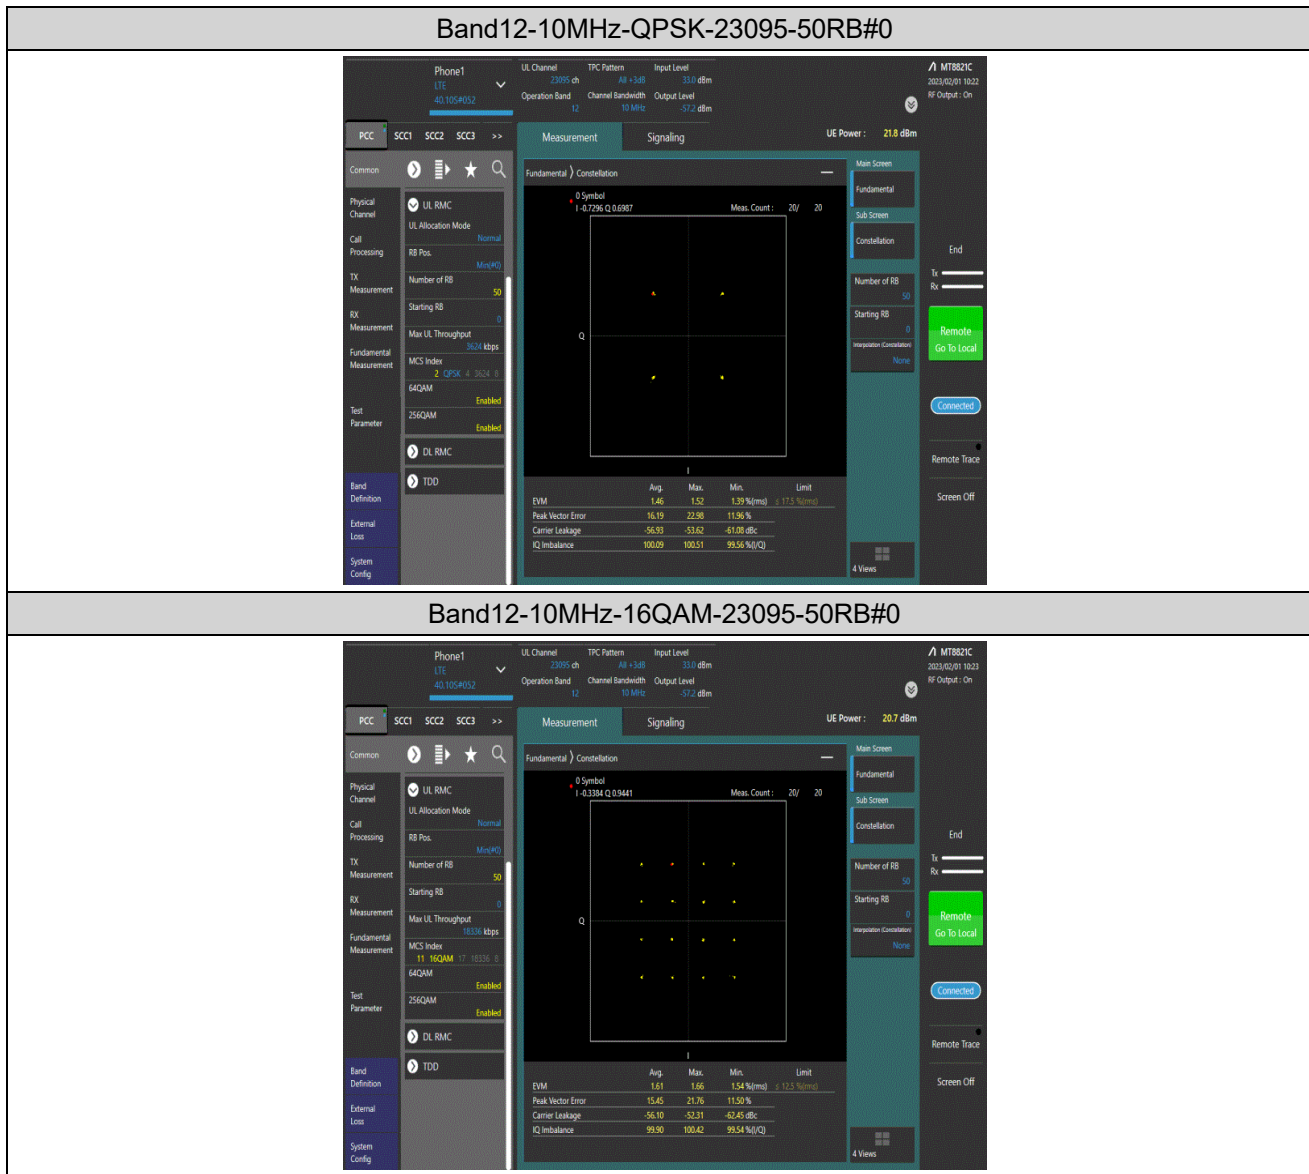 Band12-10MHz-QPSK-23095-50RB#0
Phone1
LTE
40.105#052
UL Channel TPC Pattern Input Level
23095 ch All +3dB 33.0 dBm
Operation Band Channel Bandwidth Output Level
12 10 MHz -57.2 dBm
MT8821C
2023/02/01 10:22
RF Output : On
PCC SCC1 SCC2 SCC3 >>
Measurement Signaling
UE Power : 21.8 dBm
Common
Physical Channel
Call Processing
TX Measurement
RX Measurement
Fundamental Measurement
Test Parameter
Band Definition
External Loss
System Config
UL RMC
UL Allocation Mode
Normal
RB Pos.
Min(#0)
Number of RB
50
Starting RB
0
Max UL Throughput
3624 kbps
MCS Index
2 QPSK 4 3624 8
64QAM
Enabled
256QAM
Enabled
DL RMC
TDD
Fundamental ⟩ Constellation
0 Symbol
I -0.7296 Q 0.6987 Meas. Count : 20/ 20
Q
I
Avg. Max. Min. Limit
EVM 1.46 1.52 1.39 %(rms) ≤ 17.5 %(rms)
Peak Vector Error 16.19 22.98 11.96 %
Carrier Leakage -56.93 -53.62 -61.08 dBc
IQ Imbalance 100.09 100.51 99.56 %(I/Q)
Main Screen
Fundamental
Sub Screen
Constellation
Number of RB
50
Starting RB
0
Interpolation (Constellation)
None
4 Views
End
Tx
Rx
Remote
Go To Local
Connected
Remote Trace
Screen Off
Band12-10MHz-16QAM-23095-50RB#0
Phone1
LTE
40.105#052
UL Channel TPC Pattern Input Level
23095 ch All +3dB 33.0 dBm
Operation Band Channel Bandwidth Output Level
12 10 MHz -57.2 dBm
MT8821C
2023/02/01 10:23
RF Output : On
PCC SCC1 SCC2 SCC3 >>
Measurement Signaling
UE Power : 20.7 dBm
Common
Physical Channel
Call Processing
TX Measurement
RX Measurement
Fundamental Measurement
Test Parameter
Band Definition
External Loss
System Config
UL RMC
UL Allocation Mode
Normal
RB Pos.
Min(#0)
Number of RB
50
Starting RB
0
Max UL Throughput
18336 kbps
MCS Index
11 16QAM 17 18336 8
64QAM
Enabled
256QAM
Enabled
DL RMC
TDD
Fundamental ⟩ Constellation
0 Symbol
I -0.3384 Q 0.9441 Meas. Count : 20/ 20
Q
I
Avg. Max. Min. Limit
EVM 1.61 1.66 1.54 %(rms) ≤ 12.5 %(rms)
Peak Vector Error 15.45 21.76 11.50 %
Carrier Leakage -56.10 -52.31 -62.45 dBc
IQ Imbalance 99.90 100.42 99.54 %(I/Q)
Main Screen
Fundamental
Sub Screen
Constellation
Number of RB
50
Starting RB
0
Interpolation (Constellation)
None
4 Views
End
Tx
Rx
Remote
Go To Local
Connected
Remote Trace
Screen Off